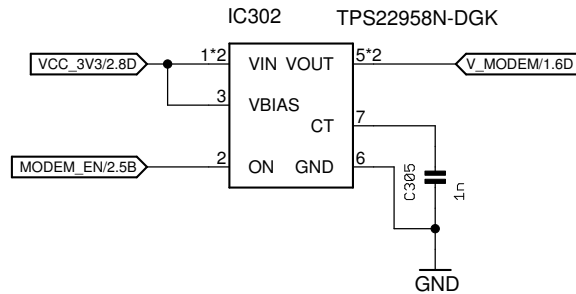 IC302 TPS22958N-DGK
VCC_3V3/2.8D 1*2 VIN VOUT 5*2 V_MODEM/1.6D
3 VBIAS
CT 7
MODEM_EN/2.5B 2 ON GND 6
C305 1n
GND